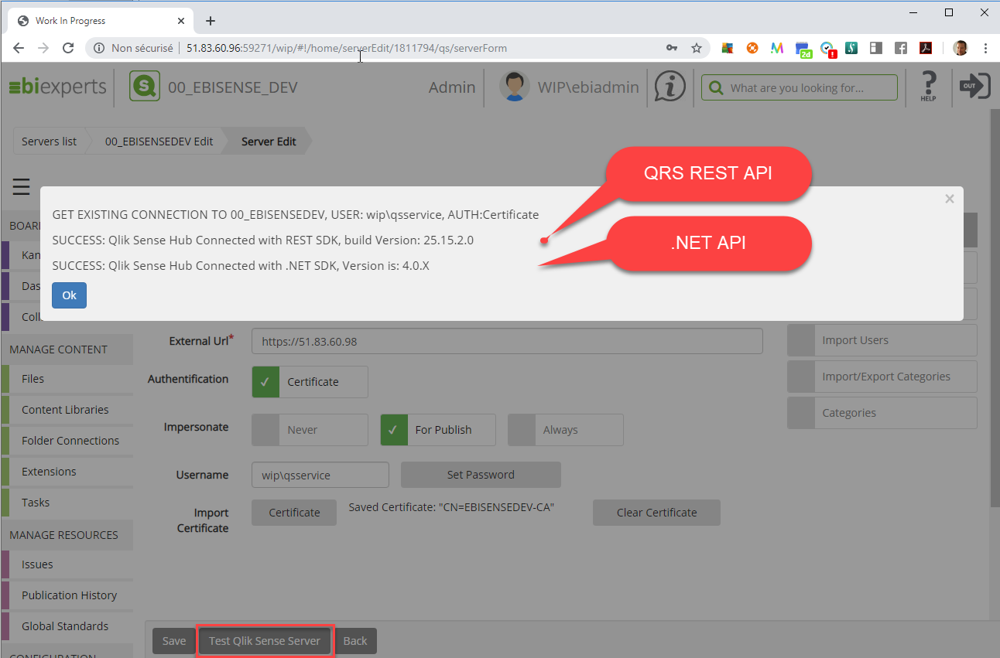 Work In Progress
Non sécurisé 51.83.60.96:59271/wip/#!/home/serverEdit/1811794/qs/serverForm
2d
ebiexperts
00_EBISENSE_DEV
Admin
WIP\ebiadmin
What are you looking for...
HELP
OUT
Servers list
00_EBISENSEDEV Edit
Server Edit
QRS REST API
GET EXISTING CONNECTION TO 00_EBISENSEDEV, USER: wip\qsservice, AUTH:Certificate
SUCCESS: Qlik Sense Hub Connected with REST SDK, build Version: 25.15.2.0
.NET API
SUCCESS: Qlik Sense Hub Connected with .NET SDK, Version is: 4.0.X
Ok
BOAR
Kan
Das
Coll
MANAGE CONTENT
Files
Content Libraries
Folder Connections
Extensions
Tasks
MANAGE RESOURCES
Issues
Publication History
Global Standards
CONFIGURATION
External Url* https://51.83.60.98
Authentification Certificate
Impersonate Never For Publish Always
Username wip\qsservice Set Password
Import Certificate Certificate Saved Certificate: "CN=EBISENSEDEV-CA" Clear Certificate
Import Users
Import/Export Categories
Categories
Save Test Qlik Sense Server Back